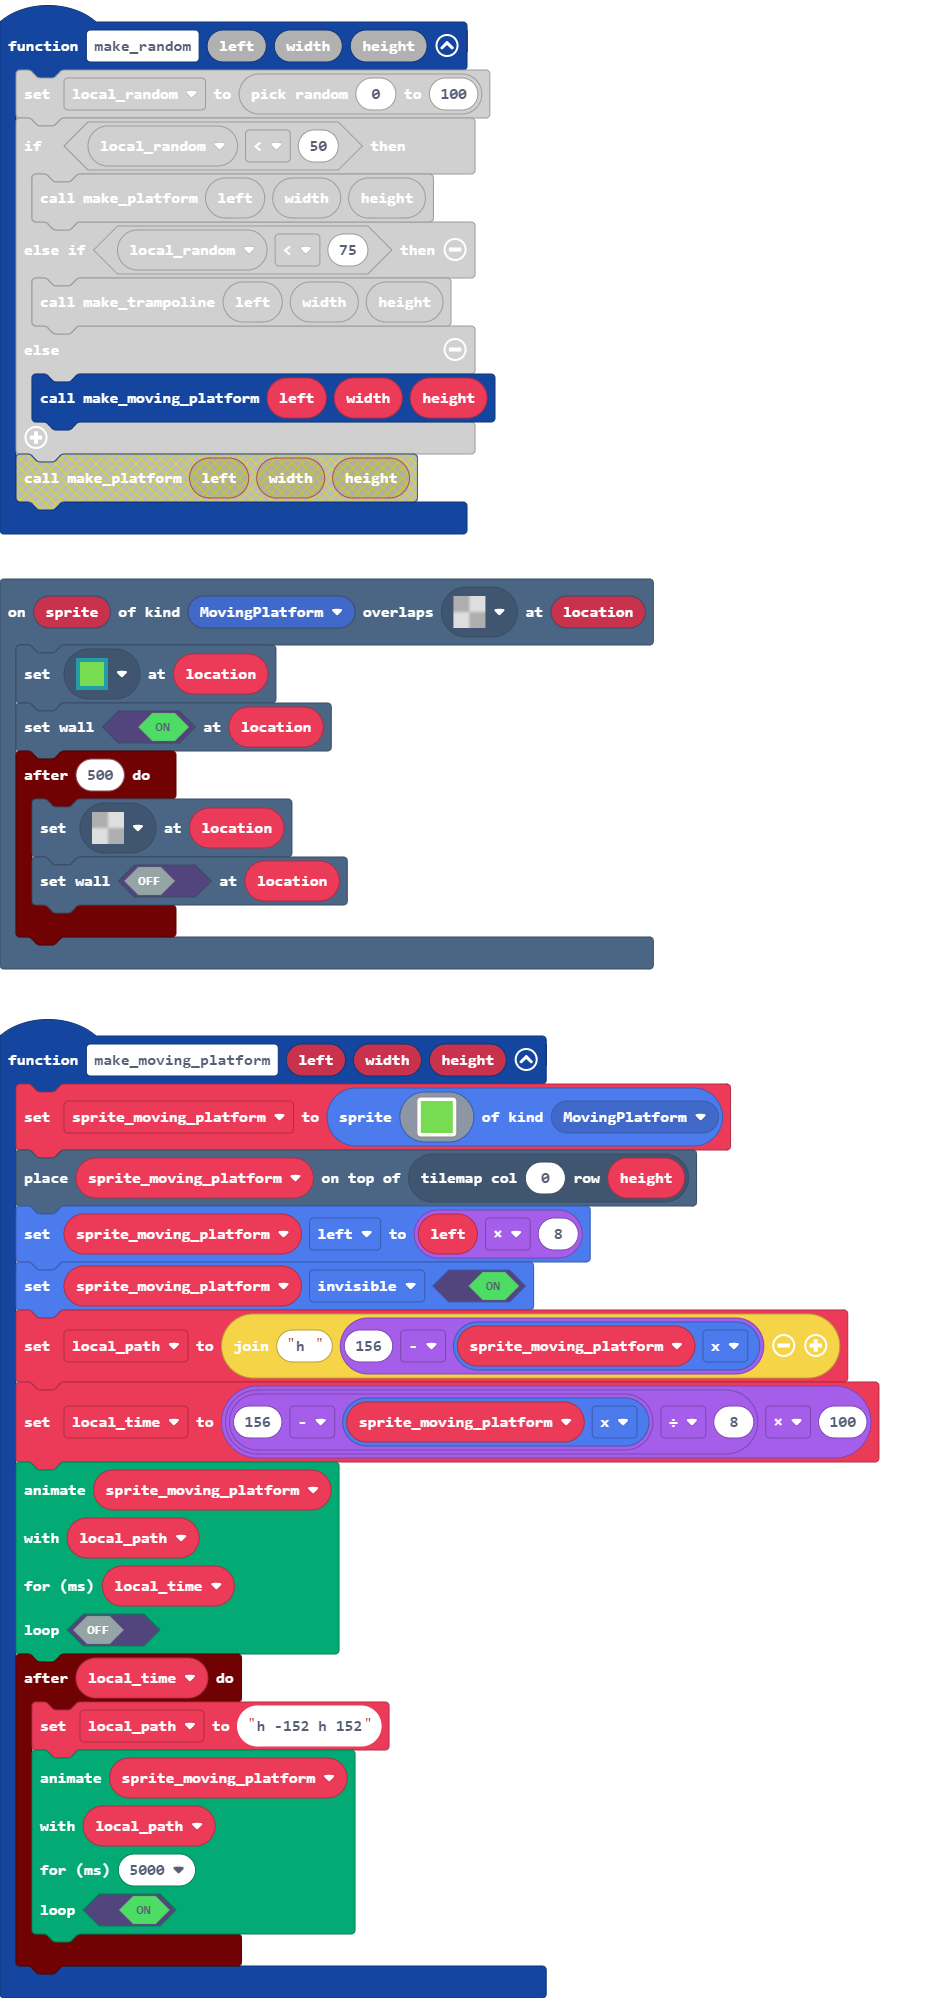 function make_random left width height
set local_random to pick random 0 to 100
if local_random < 50 then
call make_platform left width height
else if local_random < 75 then
call make_trampoline left width height
else
call make_moving_platform left width height
call make_platform left width height
on sprite of kind MovingPlatform overlaps at location
set at location
set wall ON at location
after 500 do
set at location
set wall OFF at location
function make_moving_platform left width height
set sprite_moving_platform to sprite of kind MovingPlatform
place sprite_moving_platform on top of tilemap col 0 row height
set sprite_moving_platform left to left × 8
set sprite_moving_platform invisible ON
set local_path to join "h " 156 - sprite_moving_platform x
set local_time to 156 - sprite_moving_platform x ÷ 8 × 100
animate sprite_moving_platform
with local_path
for (ms) local_time
loop OFF
after local_time do
set local_path to "h -152 h 152"
animate sprite_moving_platform
with local_path
for (ms) 5000
loop ON